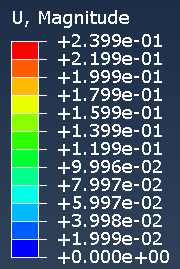 U, Magnitude
+2.399e-01
+2.199e-01
+1.999e-01
+1.799e-01
+1.599e-01
+1.399e-01
+1.199e-01
+9.996e-02
+7.997e-02
+5.997e-02
+3.998e-02
+1.999e-02
+0.000e+00